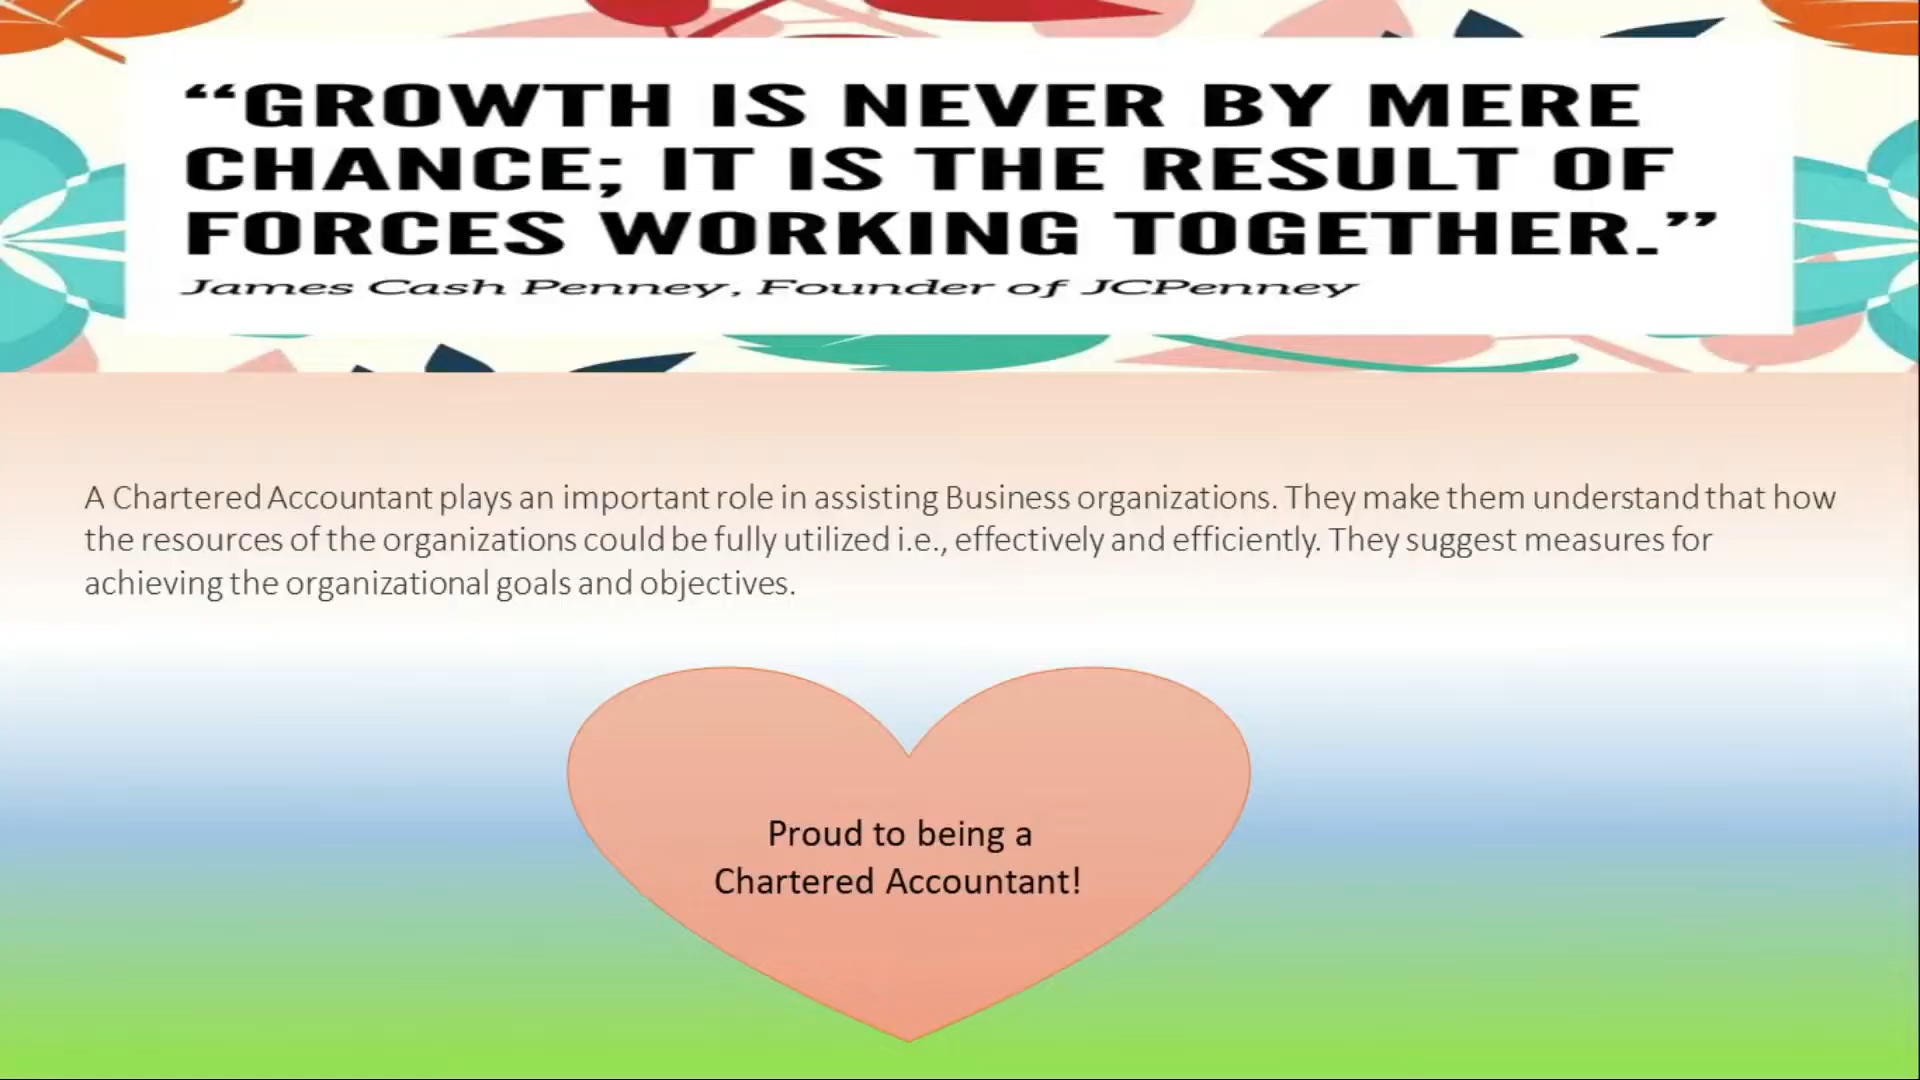 “GROWTH IS NEVER BY MERE
CHANCE; IT IS THE RESULT OF
FORCES WORKING TOGETHER.”
James Cash Penney, Founder of JCPenney
A Chartered Accountant plays an important role in assisting Business organizations. They make them understand that how
the resources of the organizations could be fully utilized i.e., effectively and efficiently. They suggest measures for
achieving the organizational goals and objectives.
Proud to being a
Chartered Accountant!